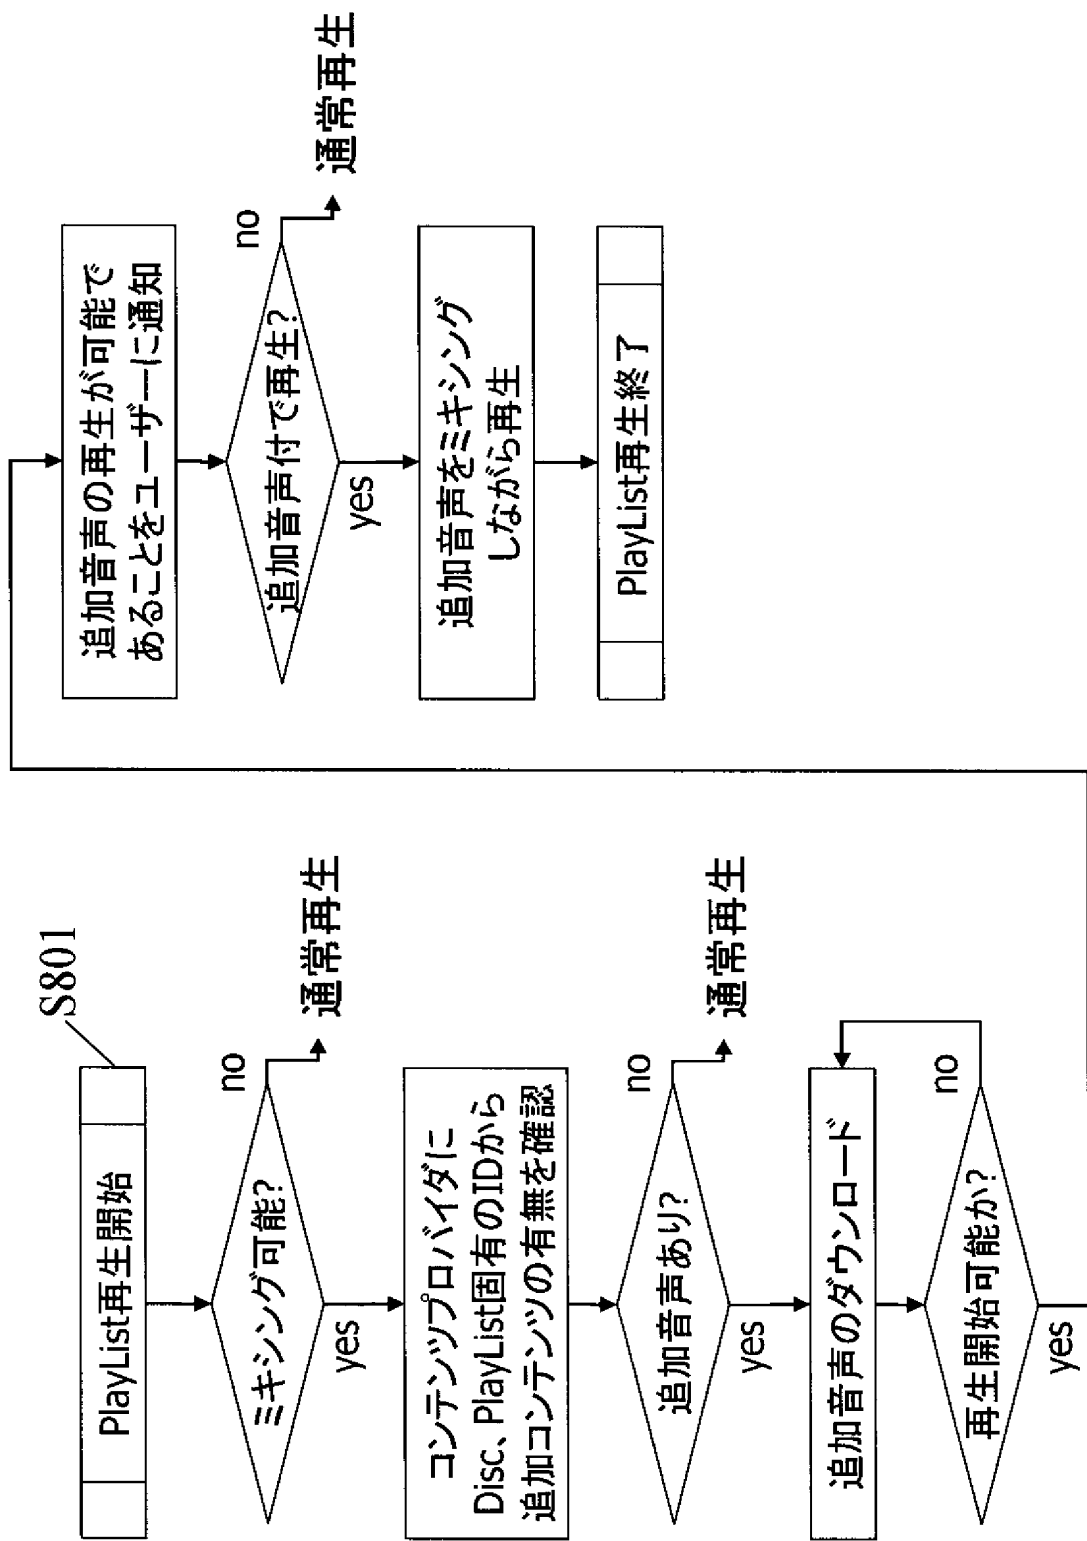 S801
PlayList再生開始
ミキシング可能?
no
通常再生
yes
コンテンツプロバイダに
Disc、PlayList固有のIDから
追加コンテンツの有無を確認
追加音声あり?
no
通常再生
yes
追加音声のダウンロード
再生開始可能か?
no
yes
追加音声の再生が可能で
あることをユーザーに通知
追加音声付で再生?
no
通常再生
yes
追加音声をミキシング
しながら再生
PlayList再生終了